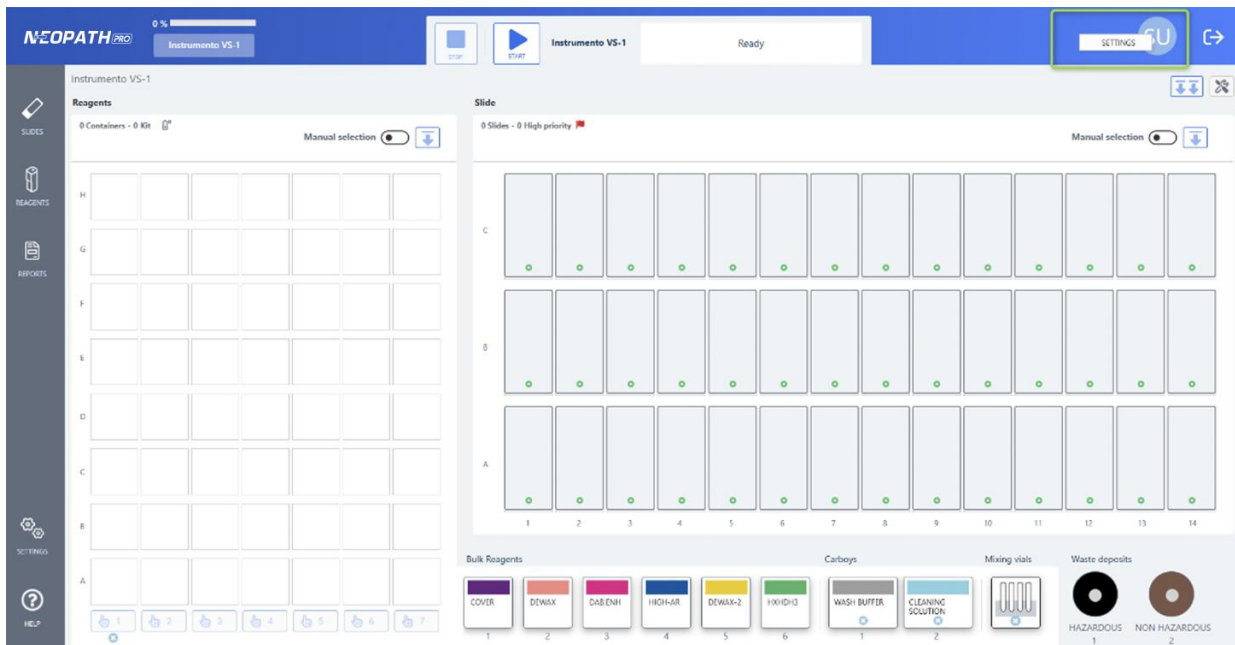 NEOPATH PRO
0 %
Instrumento VS-1
STOP
START
Instrumento VS-1
Ready
SETTINGS
SU
Instrumento VS-1
Reagents
0 Containers - 0 Kit
Manual selection
Slide
0 Slides - 0 High priority
Manual selection
SLIDES
REAGENTS
REPORTS
SETTINGS
HELP
H
G
F
E
D
C
B
A
1 2 3 4 5 6 7
C
B
A
1 2 3 4 5 6 7 8 9 10 11 12 13 14
Bulk Reagents
COVER
DEWAX
DAB.ENH
HIGH-AR
DEWAX-2
1 2 3 4 5 6
Carboys
WASH BUFFER
CLEANING
SOLUTION
1 2
Mixing vials
Waste deposits
HAZARDOUS
1
NON HAZARDOUS
2